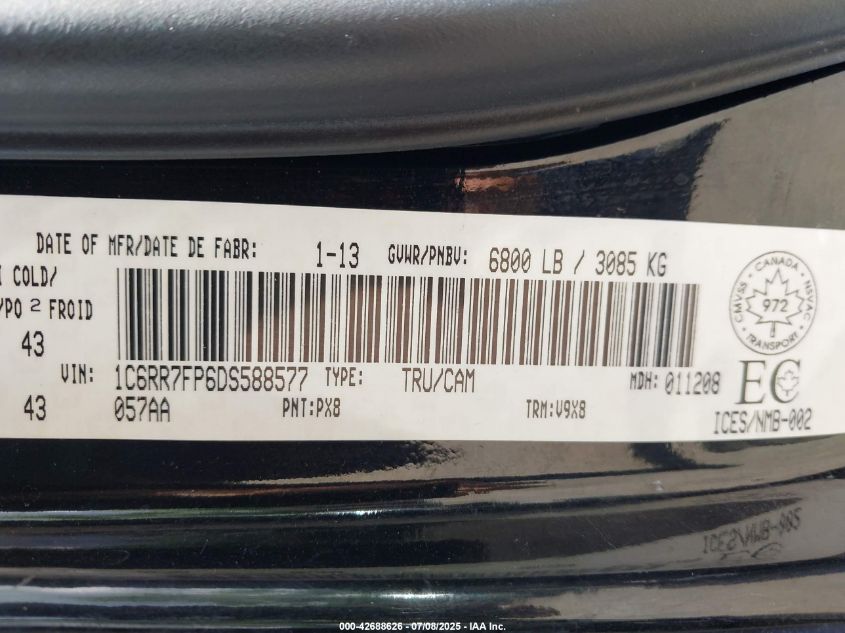 DATE OF MFR/DATE DE FABR: 1-13 GVWR/PNBV: 6800 LB / 3085 KG
COLD/
/PO 2 FROID
43
VIN: 1C6RR7FP6DS588577 TYPE: TRU/CAM MDH: 011208
43 057AA PNT:PX8 TRM:V9X8
CANADA
CMVSS 972 NSVAC
TRANSPORT
EC
ICES/NMB-002
000-42688626 - 07/08/2025 - IAA Inc.